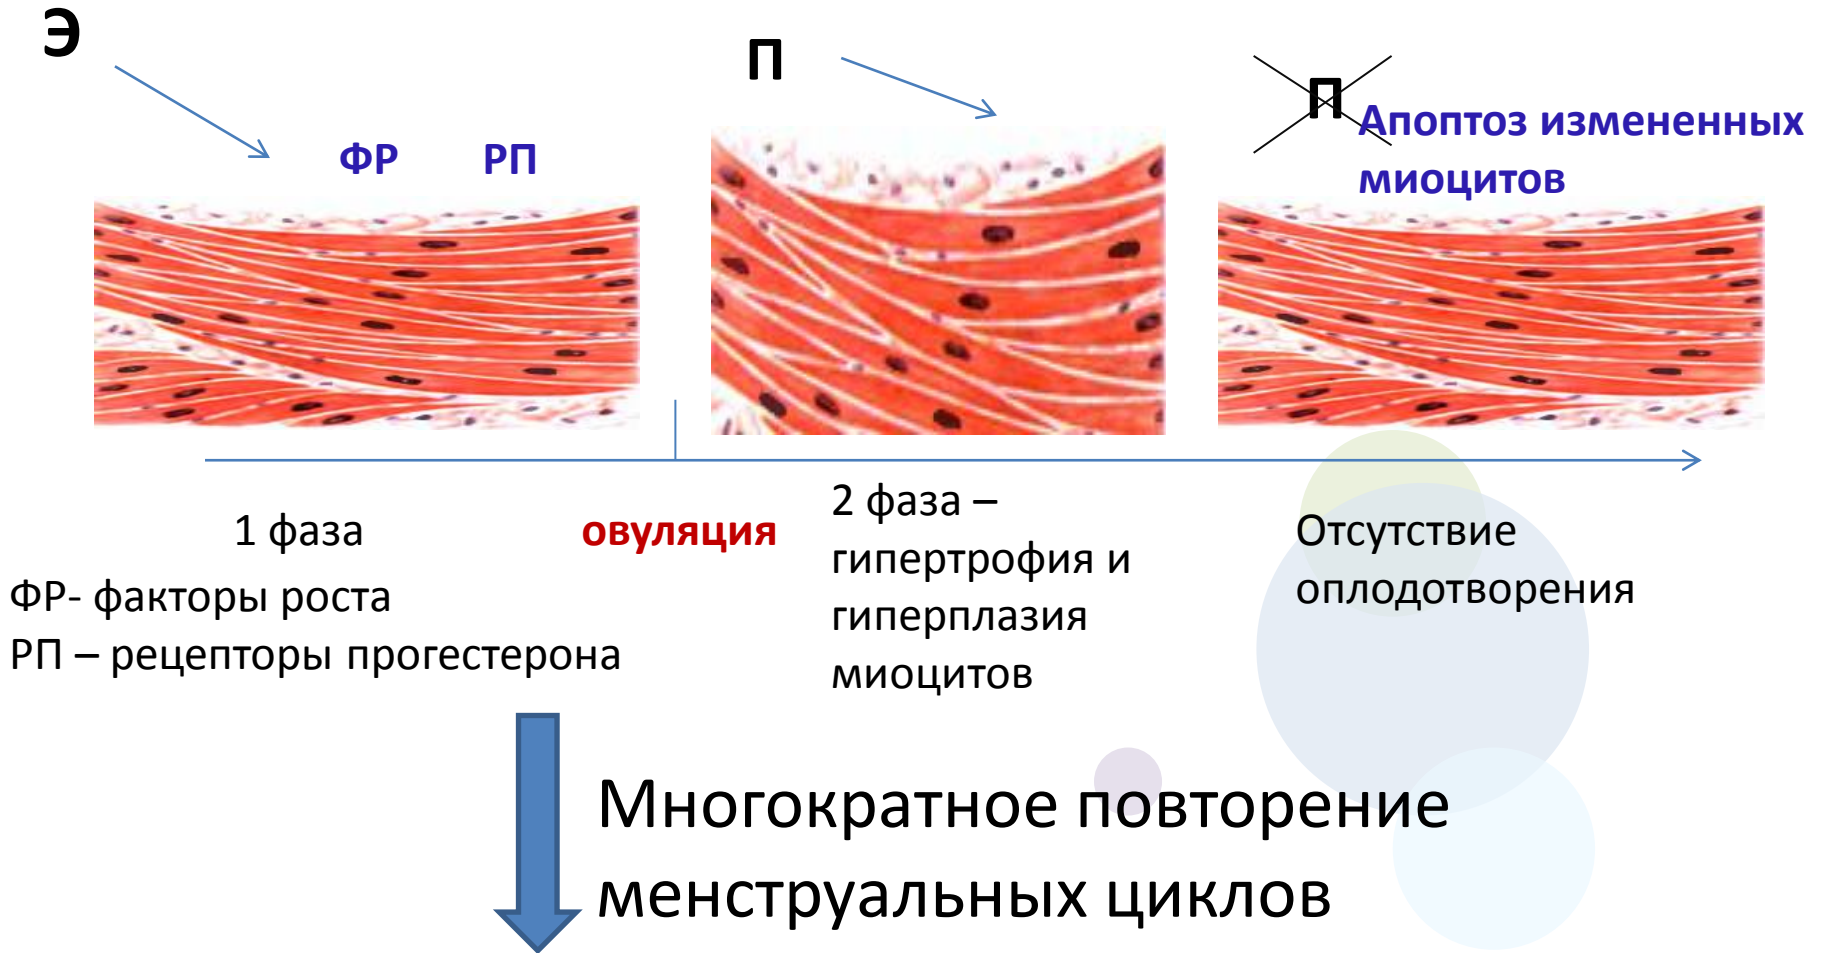 Э
П
П
Апоптоз измененных
миоцитов
ФР РП
1 фаза
овуляция
2 фаза –
гипертрофия и
гиперплазия
миоцитов
Отсутствие
оплодотворения
ФР- факторы роста
РП – рецепторы прогестерона
Многократное повторение
менструальных циклов